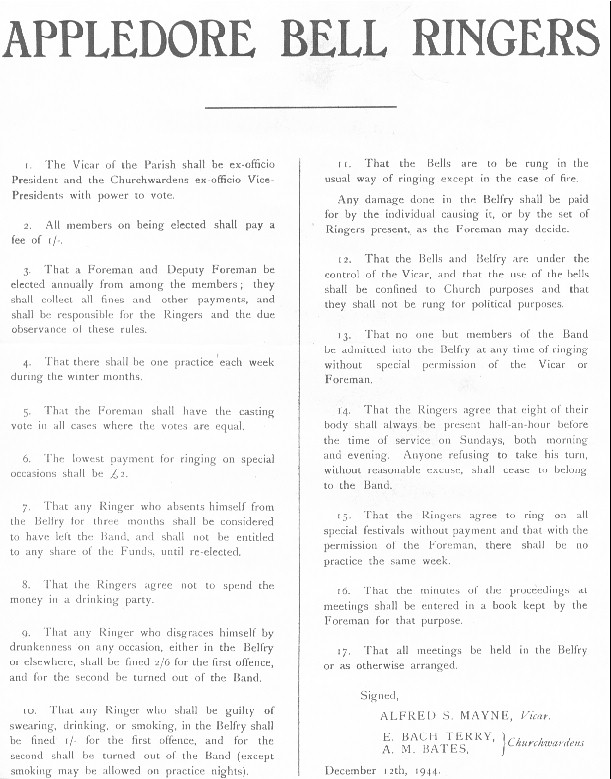 APPLEDORE BELL RINGERS
1. The Vicar of the Parish shall be ex-officio
President and the Churchwardens ex-officio Vice-
Presidents with power to vote.
2. All members on being elected shall pay a
fee of 1/-.
3. That a Foreman and Deputy Foreman be
elected annually from among the members; they
shall collect all fines and other payments, and
shall be responsible for the Ringers and the due
observance of these rules.
4. That there shall be one practice each week
during the winter months.
5. That the Foreman shall have the casting
vote in all cases where the votes are equal.
6. The lowest payment for ringing on special
occasions shall be £2.
7. That any Ringer who absents himself from
the Belfry for three months shall be considered
to have left the Band, and shall not be entitled
to any share of the Funds, until re-elected.
8. That the Ringers agree not to spend the
money in a drinking party.
9. That any Ringer who disgraces himself by
drunkenness on any occasion, either in the Belfry
or elsewhere, shall be fined 2/6 for the first offence,
and for the second be turned out of the Band.
10. That any Ringer who shall be guilty of
swearing, drinking, or smoking, in the Belfry shall
be fined 1/- for the first offence, and for the
second shall be turned out of the Band (except
smoking may be allowed on practice nights).
11. That the Bells are to be rung in the
usual way of ringing except in the case of fire.
Any damage done in the Belfry shall be paid
for by the individual causing it, or by the set of
Ringers present, as the Foreman may decide.
12. That the Bells and Belfry are under the
control of the Vicar, and that the use of the bells
shall be confined to Church purposes and that
they shall not be rung for political purposes.
13. That no one but members of the Band
be admitted into the Belfry at any time of ringing
without special permission of the Vicar or
Foreman.
14. That the Ringers agree that eight of their
body shall always be present half-an-hour before
the time of service on Sundays, both morning
and evening. Anyone refusing to take his turn,
without reasonable excuse, shall cease to belong
to the Band.
15. That the Ringers agree to ring on all
special festivals without payment and that with the
permission of the Foreman, there shall be no
practice the same week.
16. That the minutes of the proceedings at
meetings shall be entered in a book kept by the
Foreman for that purpose.
17. That all meetings be held in the Belfry
or as otherwise arranged.
Signed,
ALFRED S. MAYNE, Vicar.
E. BACH TERRY,
A. M. BATES, } Churchwardens
December 12th, 1944.